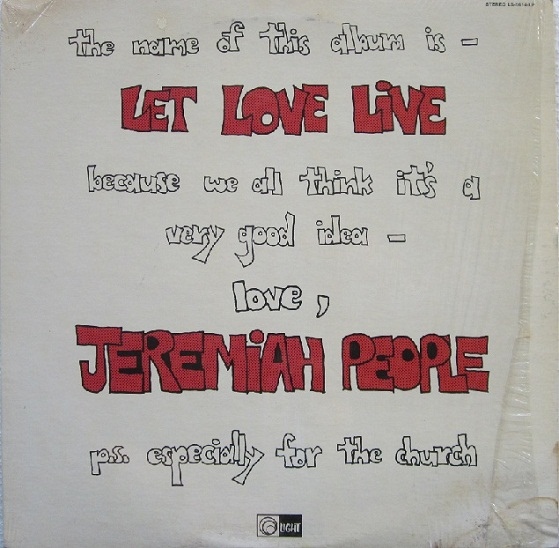 the name of this album is -
LET LOVE LiVE
because we all think it's a
very good idea -
love,
JEREMiAH PEOPLE
p.s. especially for the church
LIGHT